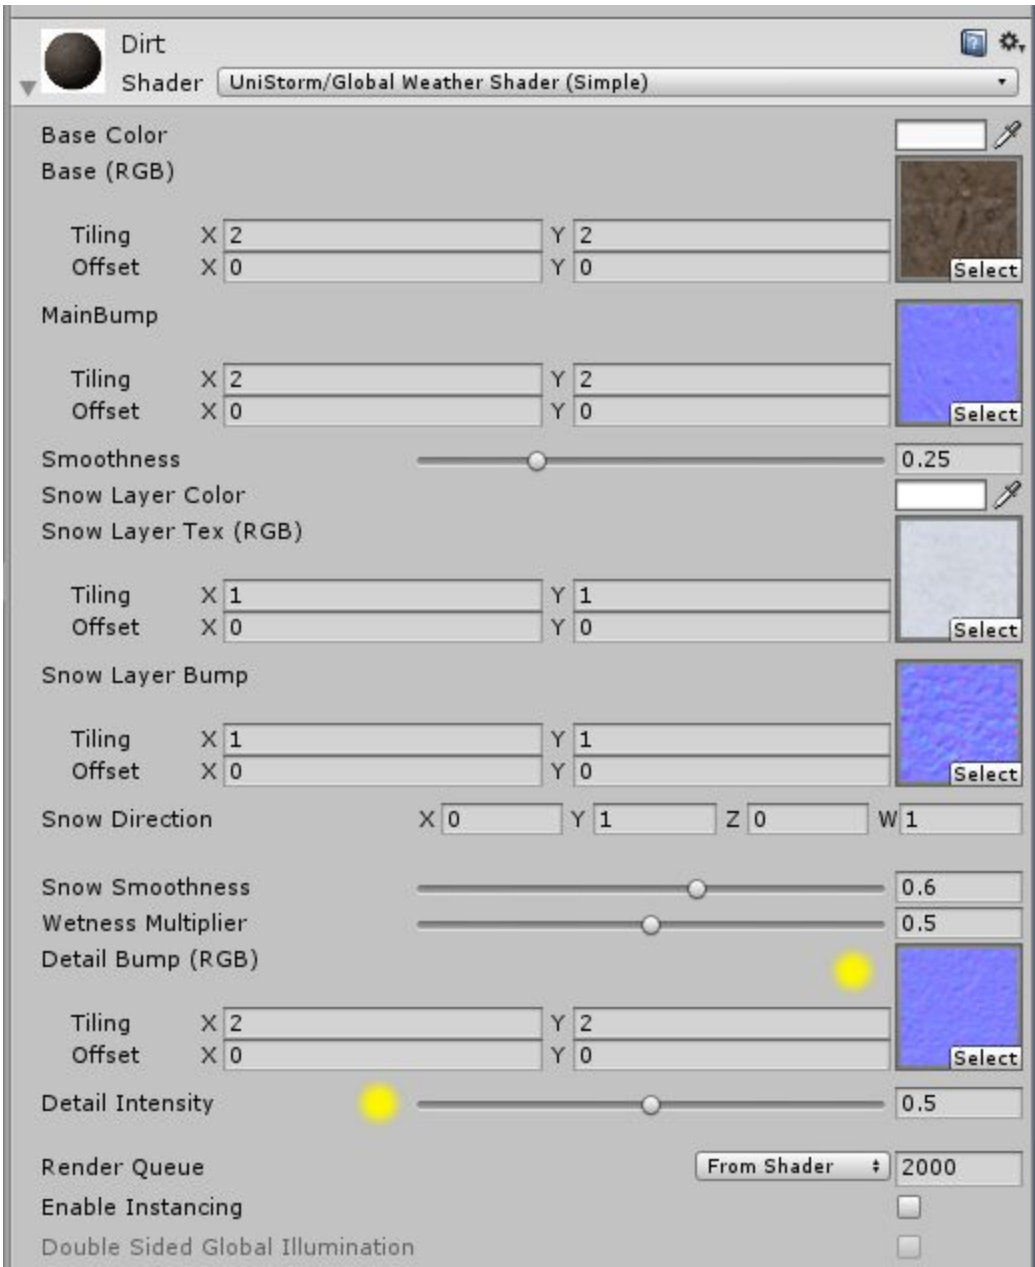 Dirt
Shader UniStorm/Global Weather Shader (Simple)
Base Color
Base (RGB)
Tiling X 2 Y 2
Offset X 0 Y 0
Select
MainBump
Tiling X 2 Y 2
Offset X 0 Y 0
Select
Smoothness 0.25
Snow Layer Color
Snow Layer Tex (RGB)
Tiling X 1 Y 1
Offset X 0 Y 0
Select
Snow Layer Bump
Tiling X 1 Y 1
Offset X 0 Y 0
Select
Snow Direction X 0 Y 1 Z 0 W 1
Snow Smoothness 0.6
Wetness Multiplier 0.5
Detail Bump (RGB)
Tiling X 2 Y 2
Offset X 0 Y 0
Select
Detail Intensity 0.5
Render Queue From Shader 2000
Enable Instancing
Double Sided Global Illumination